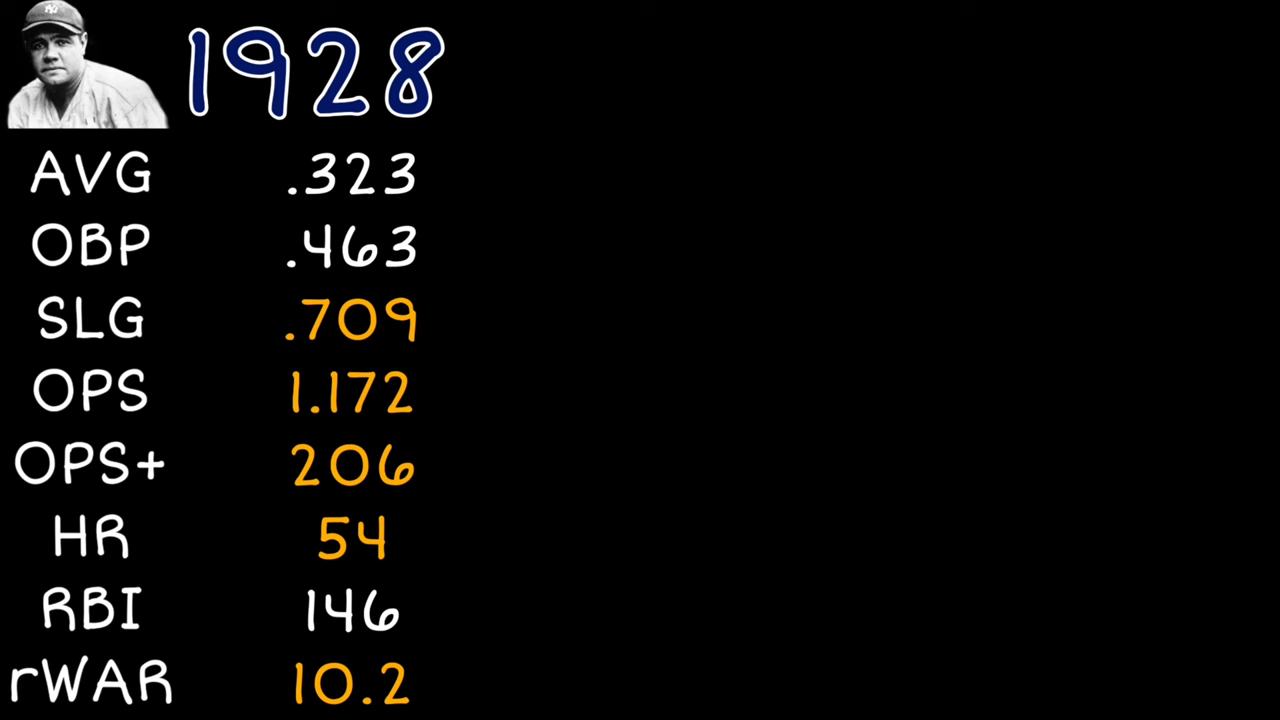 1928
AVG .323
OBP .463
SLG .709
OPS 1.172
OPS+ 206
HR 54
RBI 146
rWAR 10.2